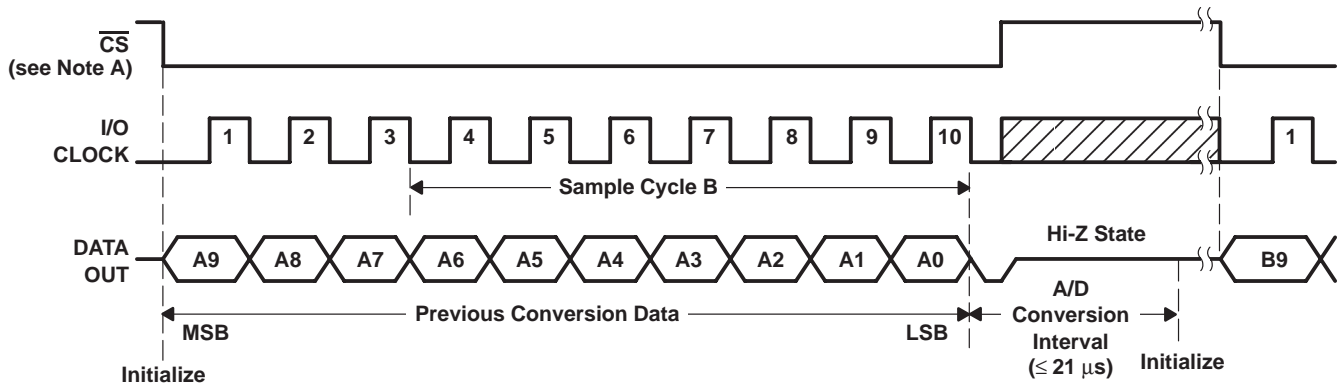 CS
(see Note A)
I/O
CLOCK
1 2 3 4 5 6 7 8 9 10 1
Sample Cycle B
DATA
OUT
A9 A8 A7 A6 A5 A4 A3 A2 A1 A0 B9
Hi-Z State
Previous Conversion Data
MSB
LSB
A/D
Conversion
Interval
(≤ 21 μs)
Initialize
Initialize